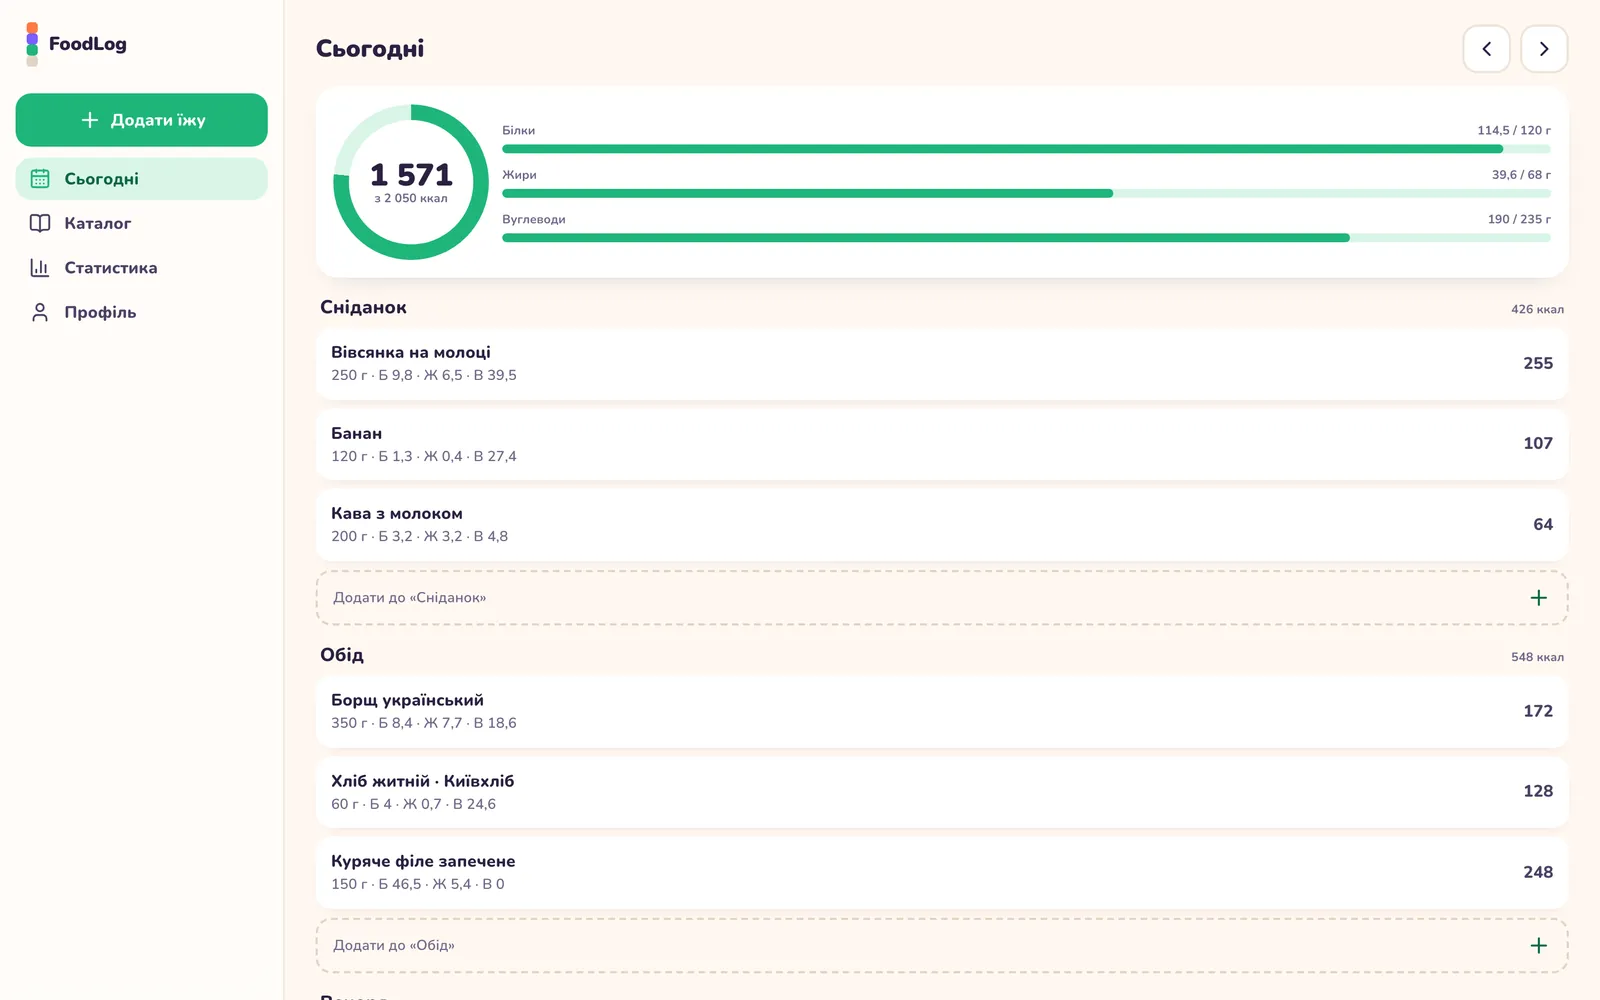 FoodLog
Додати їжу
Сьогодні
Каталог
Статистика
Профіль
Сьогодні
1 571
з 2 050 ккал
Білки 114,5 / 120 г
Жири 39,6 / 68 г
Вуглеводи 190 / 235 г
Сніданок 426 ккал
Вівсянка на молоці
250 г · Б 9,8 · Ж 6,5 · В 39,5
255
Банан
120 г · Б 1,3 · Ж 0,4 · В 27,4
107
Кава з молоком
200 г · Б 3,2 · Ж 3,2 · В 4,8
64
Додати до «Сніданок»
Обід 548 ккал
Борщ український
350 г · Б 8,4 · Ж 7,7 · В 18,6
172
Хліб житній · Київхліб
60 г · Б 4 · Ж 0,7 · В 24,6
128
Куряче філе запечене
150 г · Б 46,5 · Ж 5,4 · В 0
248
Додати до «Обід»